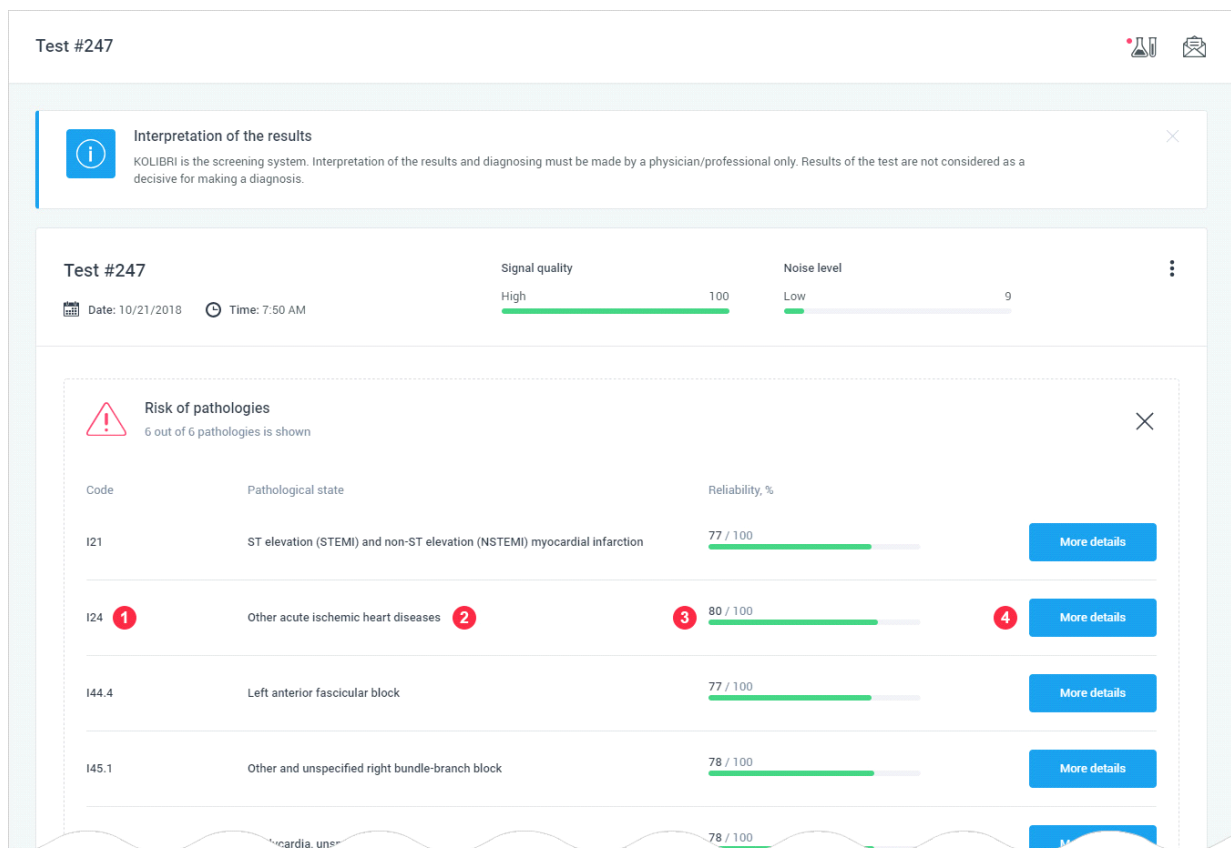 Test #247
Interpretation of the results
KOLIBRI is the screening system. Interpretation of the results and diagnosing must be made by a physician/professional only. Results of the test are not considered as a
decisive for making a diagnosis.
Test #247
Signal quality
Noise level
High 100
Low 9
Date: 10/21/2018 Time: 7:50 AM
Risk of pathologies
6 out of 6 pathologies is shown
Code Pathological state Reliability, %
I21 ST elevation (STEMI) and non-ST elevation (NSTEMI) myocardial infarction 77 / 100 More details
I24 1 Other acute ischemic heart diseases 2 3 80 / 100 4 More details
I44.4 Left anterior fascicular block 77 / 100 More details
I45.1 Other and unspecified right bundle-branch block 78 / 100 More details
78 / 100